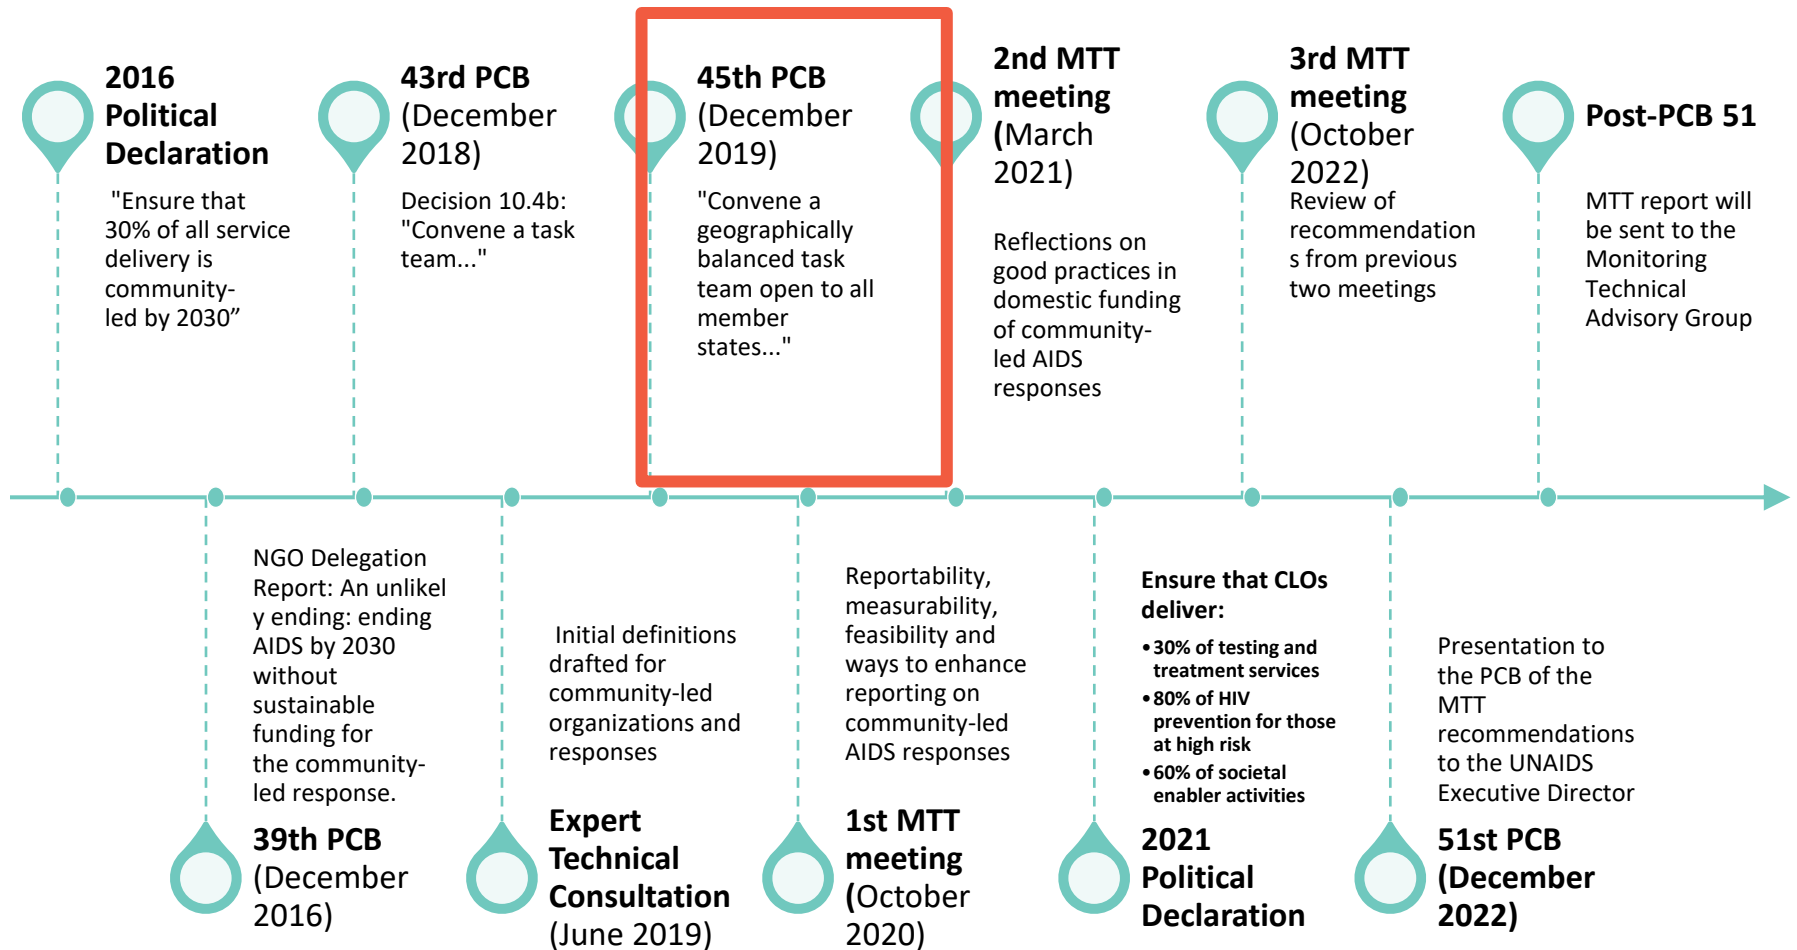 2016
Political
Declaration
"Ensure that
30% of all service
delivery is
community-
led by 2030”
43rd PCB
(December
2018)
Decision 10.4b:
"Convene a task
team..."
45th PCB
(December
2019)
"Convene a
geographically
balanced task
team open to all
member
states..."
2nd MTT
meeting
(March
2021)
Reflections on
good practices in
domestic funding
of community-
led AIDS
responses
3rd MTT
meeting
(October
2022)
Review of
recommendation
s from previous
two meetings
Post-PCB 51
MTT report will
be sent to the
Monitoring
Technical
Advisory Group
NGO Delegation
Report: An unlikel
y ending: ending
AIDS by 2030
without
sustainable
funding for
the community-
led response.
39th PCB
(December
2016)
Initial definitions
drafted for
community-led
organizations and
responses
Expert
Technical
Consultation
(June 2019)
Reportability,
measurability,
feasibility and
ways to enhance
reporting on
community-led
AIDS responses
1st MTT
meeting
(October
2020)
Ensure that CLOs
deliver:
•30% of testing and
treatment services
•80% of HIV
prevention for those
at high risk
•60% of societal
enabler activities
2021
Political
Declaration
Presentation to
the PCB of the
MTT
recommendations
to the UNAIDS
Executive Director
51st PCB
(December
2022)